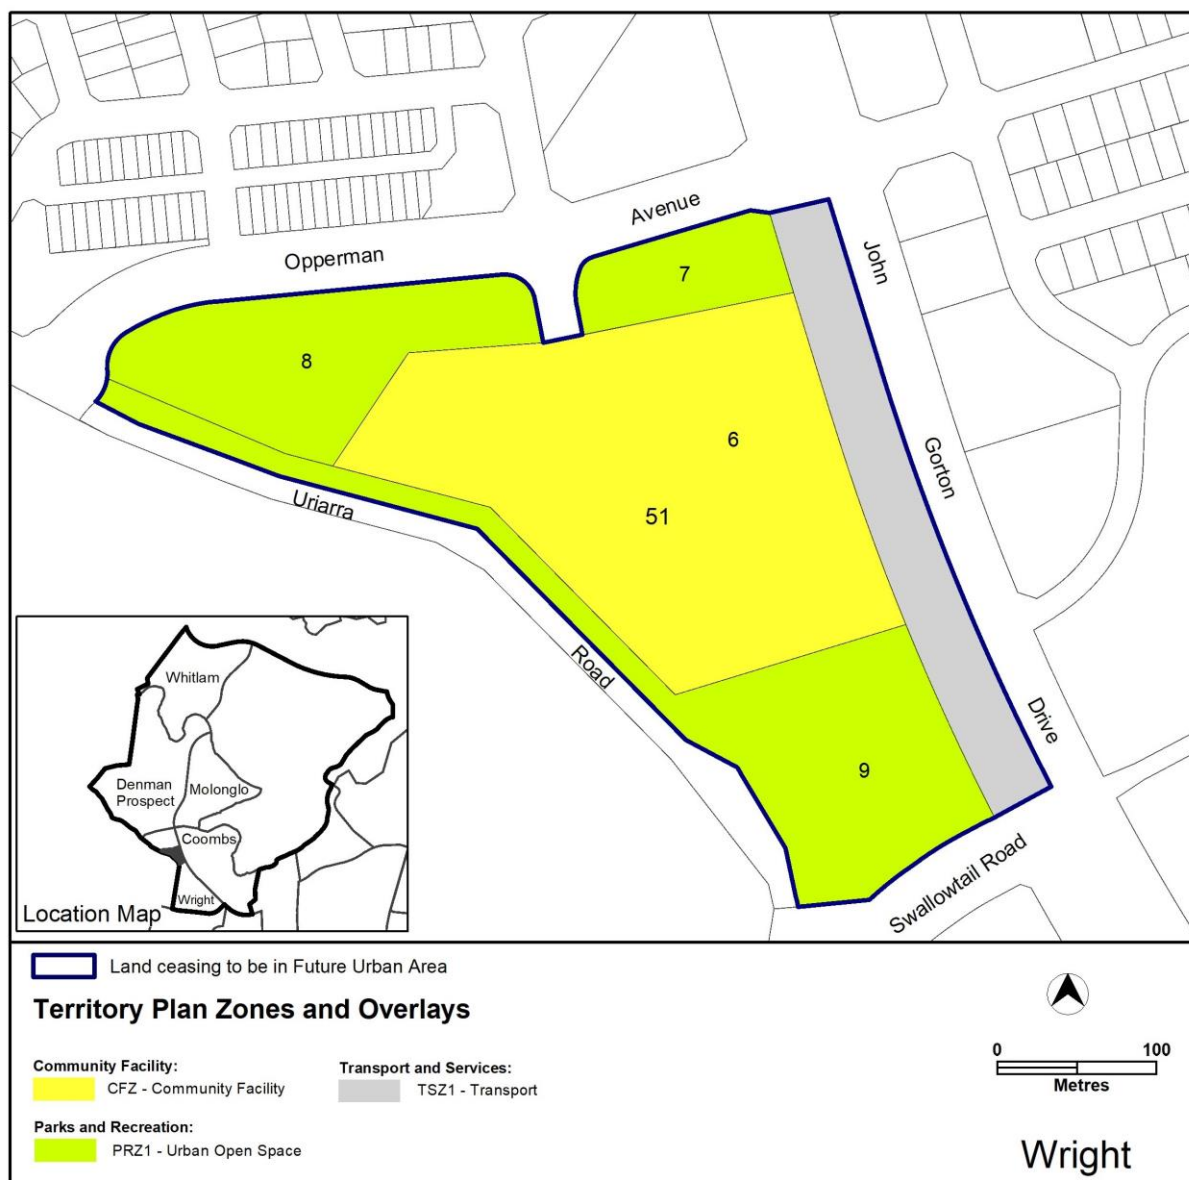 Avenue
Opperman
John
7
8
6
Gorton
51
Uriarra
Road
Drive
9
Swallowtail Road
Whitlam
Denman
Prospect
Molonglo
Coombs
Wright
Location Map
Land ceasing to be in Future Urban Area
Territory Plan Zones and Overlays
Community Facility:
CFZ - Community Facility
Parks and Recreation:
PRZ1 - Urban Open Space
Transport and Services:
TSZ1 - Transport
0 100
Metres
Wright